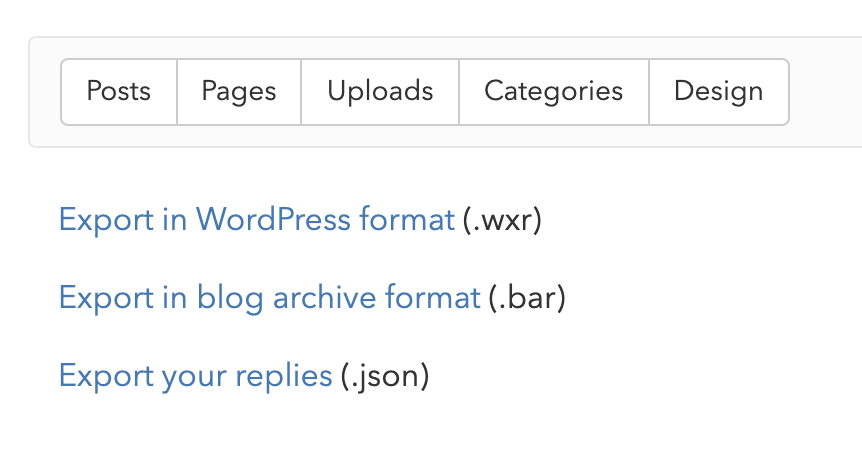 Posts Pages Uploads Categories Design
Export in WordPress format (.wxr)
Export in blog archive format (.bar)
Export your replies (.json)